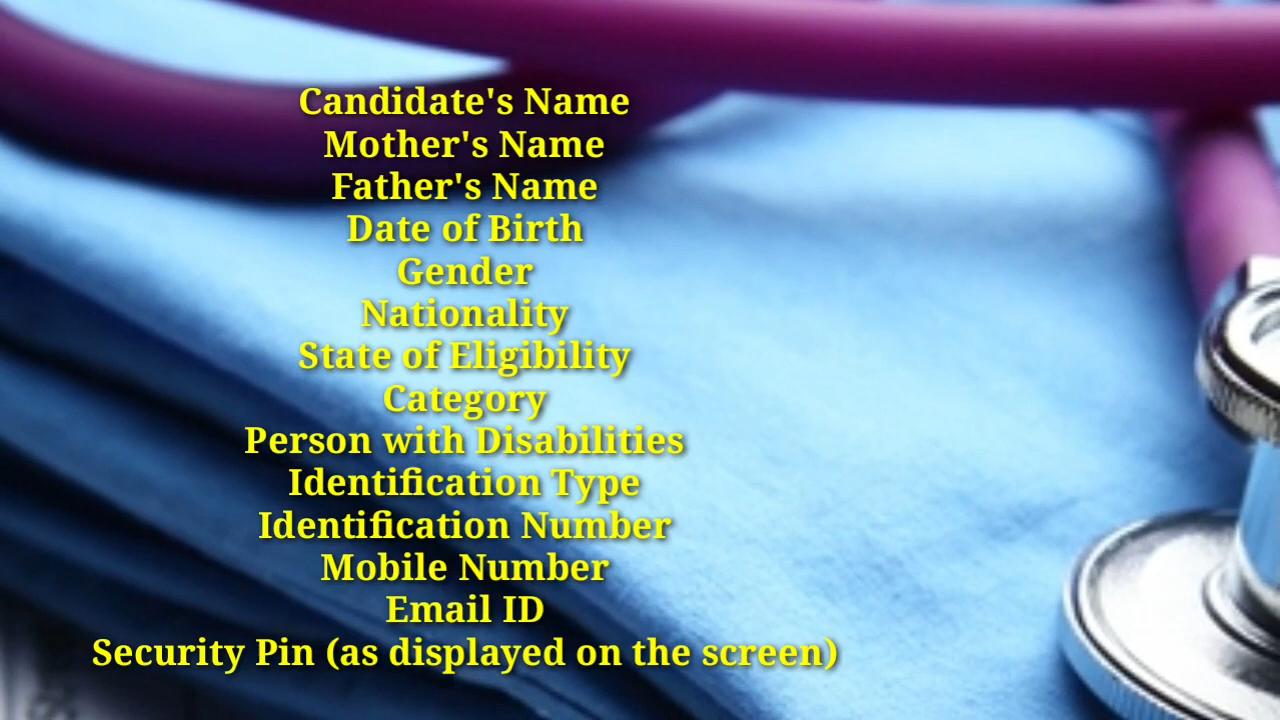 Candidate's Name
Mother's Name
Father's Name
Date of Birth
Gender
Nationality
State of Eligibility
Category
Person with Disabilities
Identification Type
Identification Number
Mobile Number
Email ID
Security Pin (as displayed on the screen)